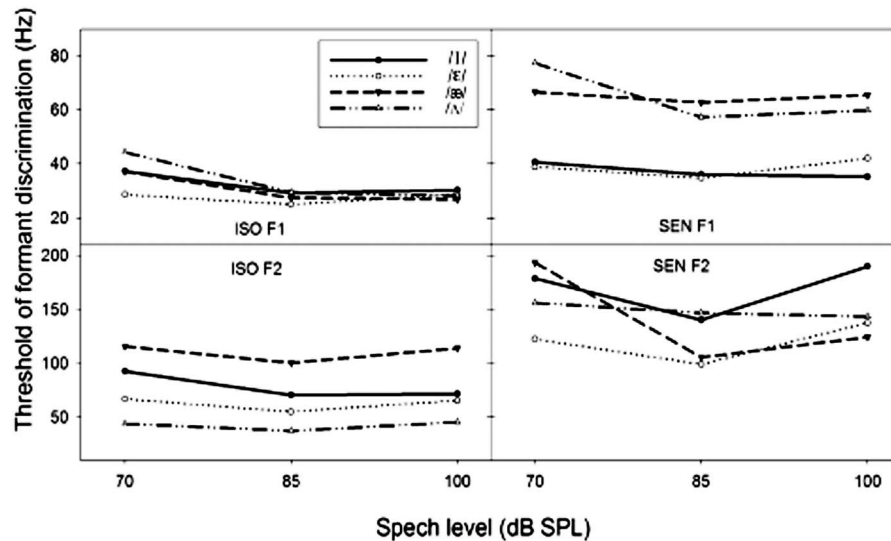 Threshold of formant discrimination (Hz)
80
60
40
20
/I/
/ε/
/æ/
/ʌ/
ISO F1
SEN F1
200
150
100
50
ISO F2
SEN F2
70 85 100 70 85 100
Spech level (dB SPL)